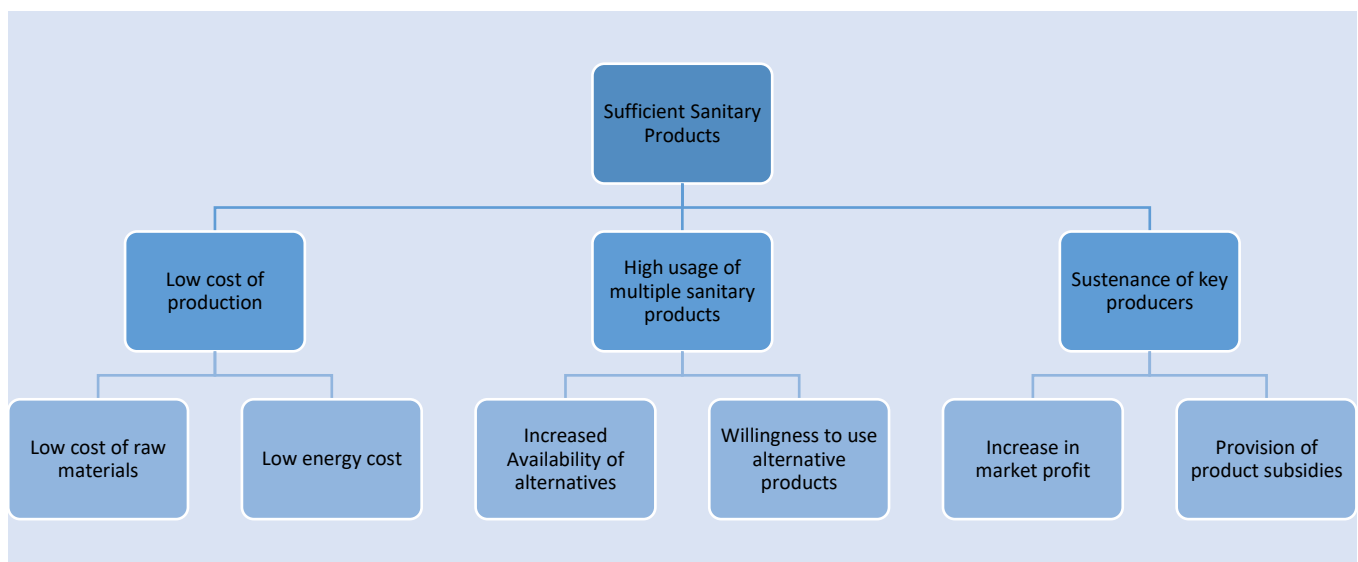 Sufficient Sanitary
Products
Low cost of
production
High usage of
multiple sanitary
products
Sustenance of key
producers
Low cost of raw
materials
Low energy cost
Increased
Availability of
alternatives
Willingness to use
alternative
products
Increase in
market profit
Provision of
product subsidies